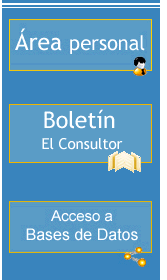 Área personal
Boletín
El Consultor
Acceso a
Bases de Datos